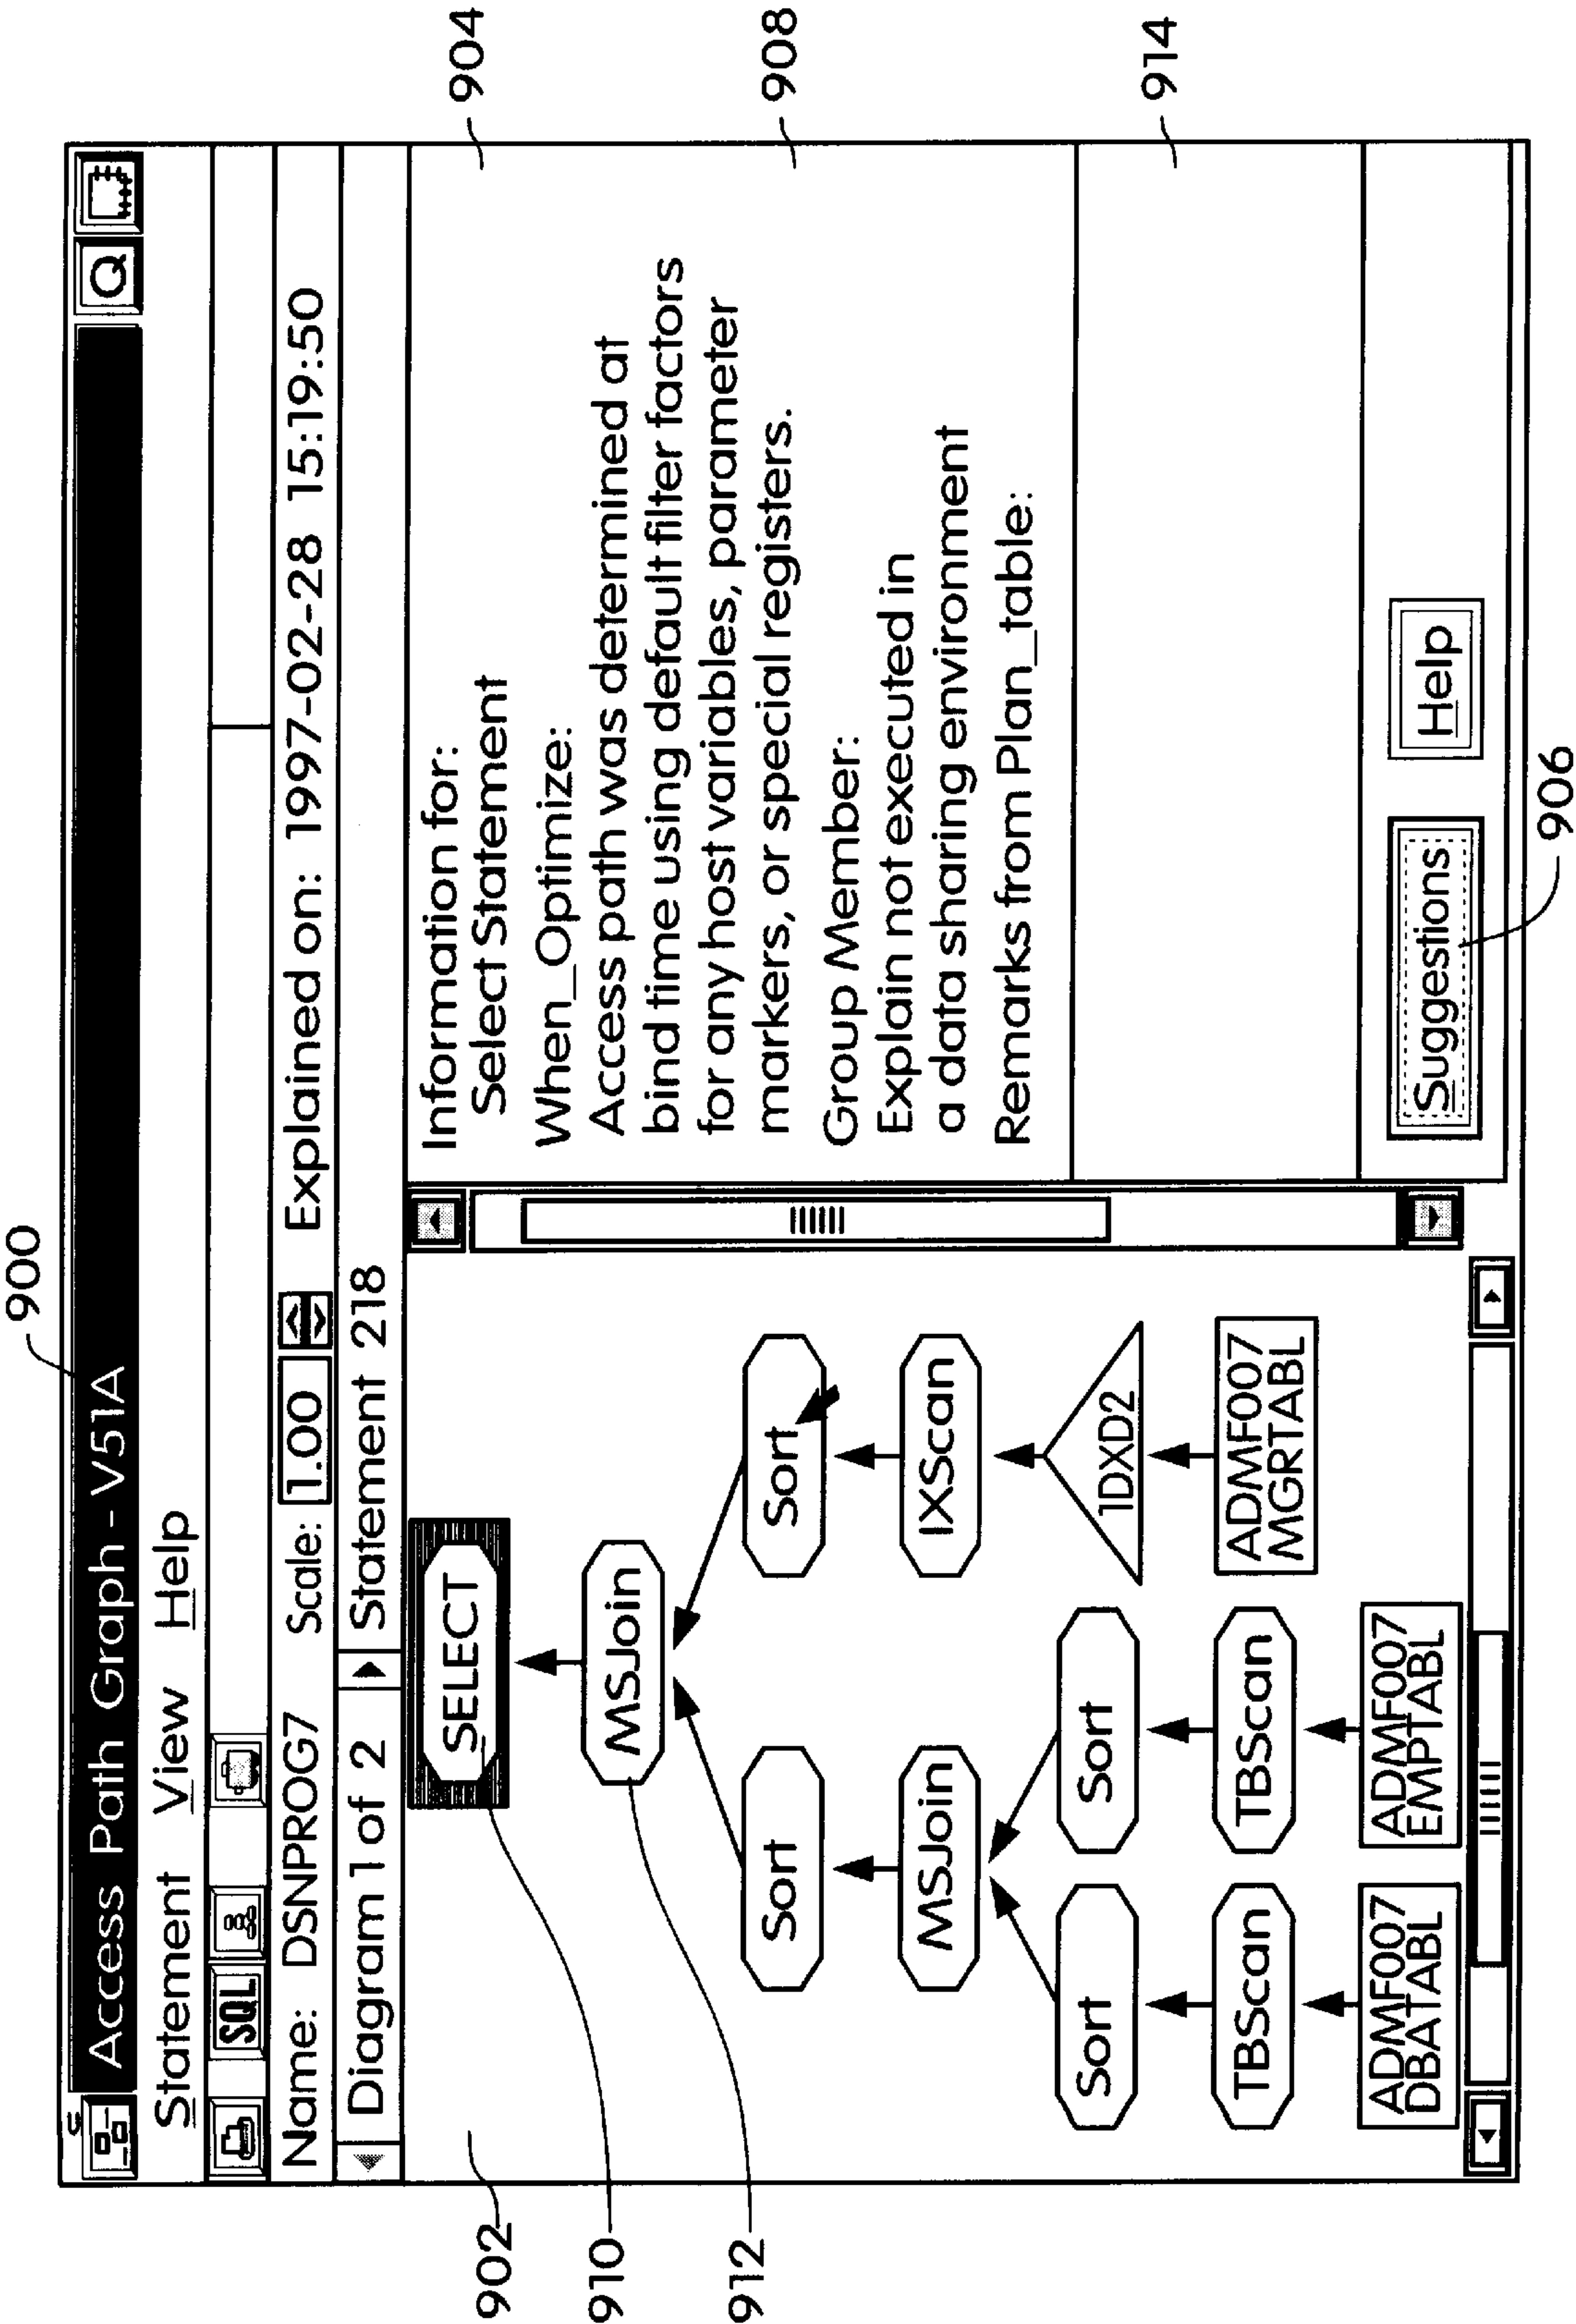 900
Access Path Graph - V51A
Q
Statement View Help
SQL
Name: DSNPROG7 Scale: 1.00 Explained on: 1997-02-28 15:19:50
Diagram 1 of 2 Statement 218
902
910
912
SELECT
MSJoin
Sort
Sort
MSJoin
IXScan
Sort
Sort
1DXD2
TBScan
TBScan
ADMF007
MGRTABL
ADMF007
DBATABL
ADMF007
EMPTABL
Information for:
Select Statement
When_Optimize:
Access path was determined at
bind time using default filter factors
for any host variables, parameter
markers, or special registers.
Group Member:
Explain not executed in
a data sharing environment
Remarks from Plan_table:
Suggestions
Help
904
908
914
906